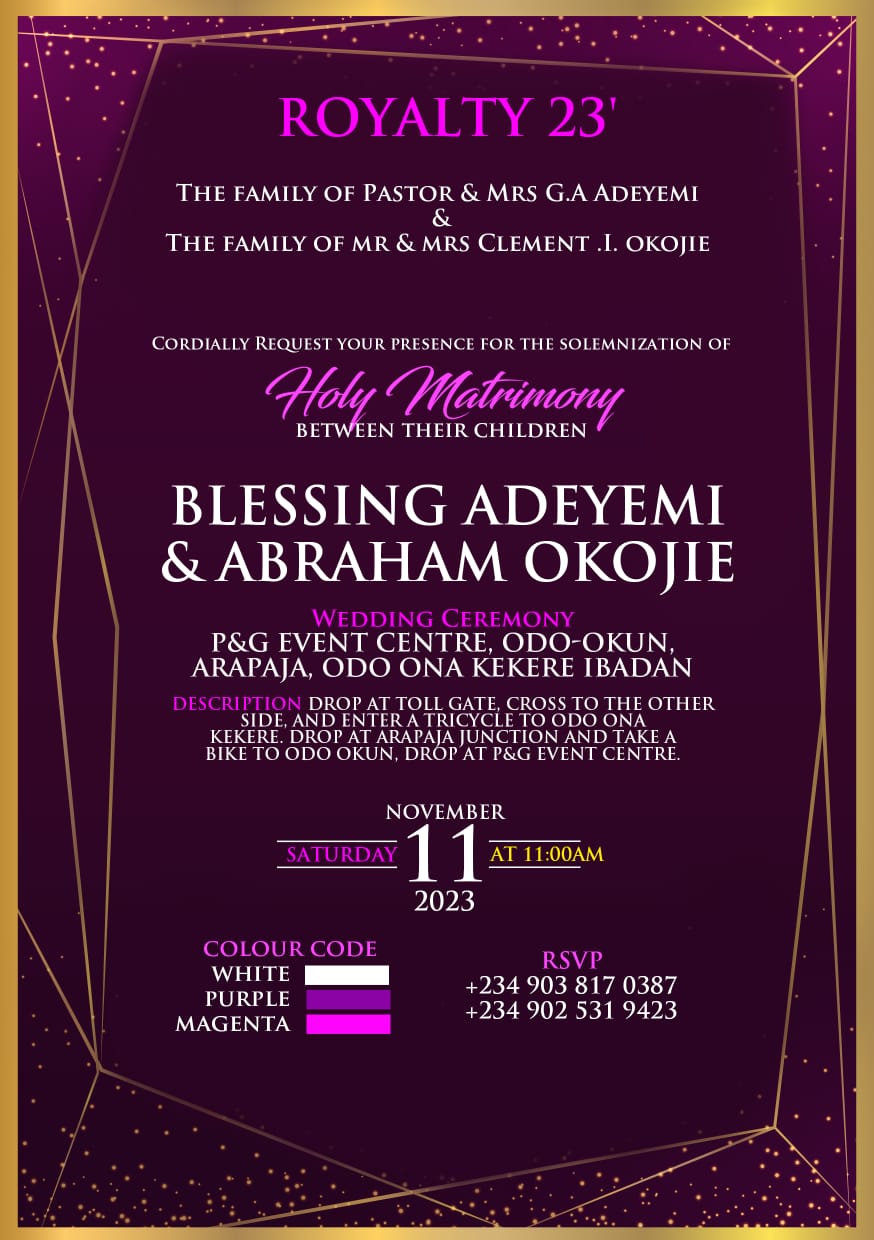 ROYALTY 23'
The family of Pastor & Mrs G.A Adeyemi
&
The family of mr & mrs Clement .I. okojie
Cordially Request your presence for the solemnization of
Holy Matrimony
between their children
BLESSING ADEYEMI
& ABRAHAM OKOJIE
Wedding Ceremony
P&G EVENT CENTRE, ODO-OKUN,
ARAPAJA, ODO ONA KEKERE IBADAN
DESCRIPTION DROP AT TOLL GATE, CROSS TO THE OTHER
SIDE, AND ENTER A TRICYCLE TO ODO ONA
KEKERE. DROP AT ARAPAJA JUNCTION AND TAKE A
BIKE TO ODO OKUN, DROP AT P&G EVENT CENTRE.
NOVEMBER
SATURDAY 11 AT 11:00AM
2023
COLOUR CODE
WHITE
PURPLE
MAGENTA
RSVP
+234 903 817 0387
+234 902 531 9423